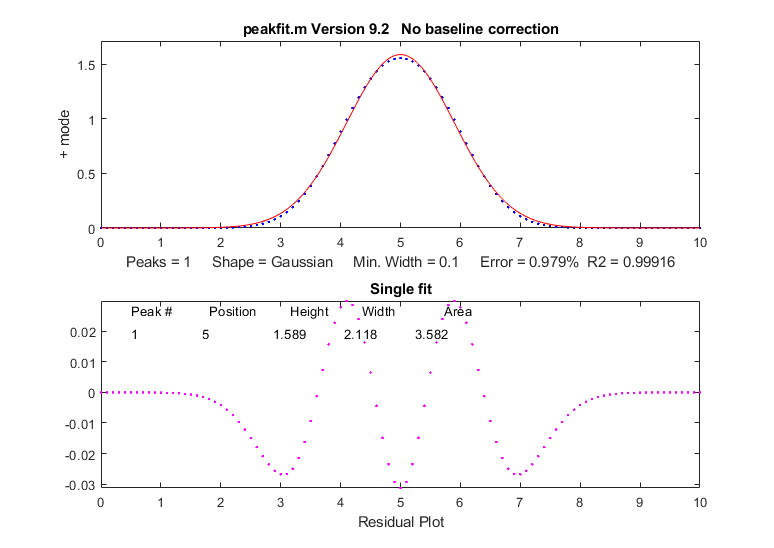 peakfit.m Version 9.2   No baseline correction
+ mode
1.5
1
0.5
0
0 1 2 3 4 5 6 7 8 9 10
Peaks = 1     Shape = Gaussian     Min. Width = 0.1     Error = 0.979%  R2 = 0.99916
Single fit
Peak # Position Height Width Area
1 5 1.589 2.118 3.582
0.02
0.01
0
-0.01
-0.02
-0.03
0 1 2 3 4 5 6 7 8 9 10
Residual Plot